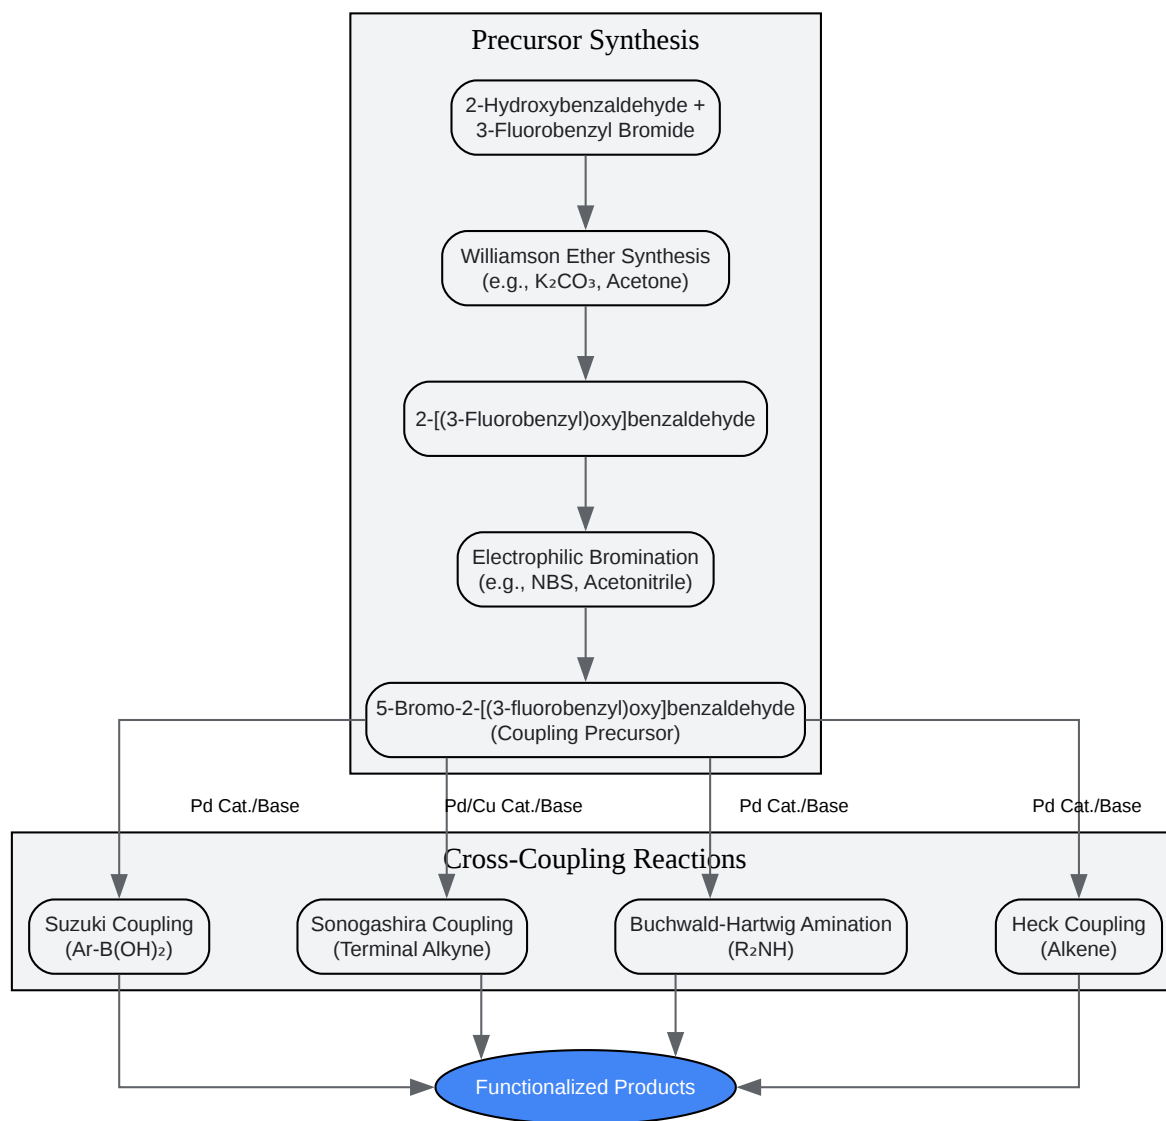 Precursor Synthesis
2-Hydroxybenzaldehyde +
3-Fluorobenzyl Bromide
Williamson Ether Synthesis
(e.g., K₂CO₃, Acetone)
2-[(3-Fluorobenzyl)oxy]benzaldehyde
Electrophilic Bromination
(e.g., NBS, Acetonitrile)
5-Bromo-2-[(3-fluorobenzyl)oxy]benzaldehyde
(Coupling Precursor)
Pd Cat./Base
Pd/Cu Cat./Base
Pd Cat./Base
Pd Cat./Base
Cross-Coupling Reactions
Suzuki Coupling
(Ar-B(OH)₂)
Sonogashira Coupling
(Terminal Alkyne)
Buchwald-Hartwig Amination
(R₂NH)
Heck Coupling
(Alkene)
Functionalized Products